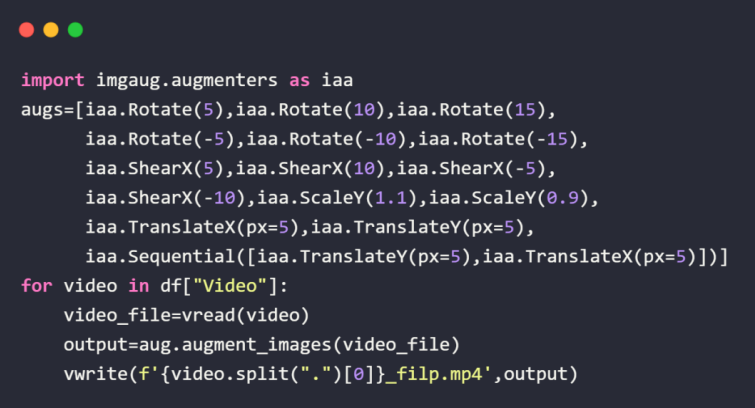 import imgaug.augmenters as iaa
augs=[iaa.Rotate(5),iaa.Rotate(10),iaa.Rotate(15),
      iaa.Rotate(-5),iaa.Rotate(-10),iaa.Rotate(-15),
      iaa.ShearX(5),iaa.ShearX(10),iaa.ShearX(-5),
      iaa.ShearX(-10),iaa.ScaleY(1.1),iaa.ScaleY(0.9),
      iaa.TranslateX(px=5),iaa.TranslateY(px=5),
      iaa.Sequential([iaa.TranslateY(px=5),iaa.TranslateX(px=5)])]
for video in df["Video"]:
    video_file=vread(video)
    output=aug.augment_images(video_file)
    vwrite(f'{video.split(".")[0]}_filp.mp4',output)